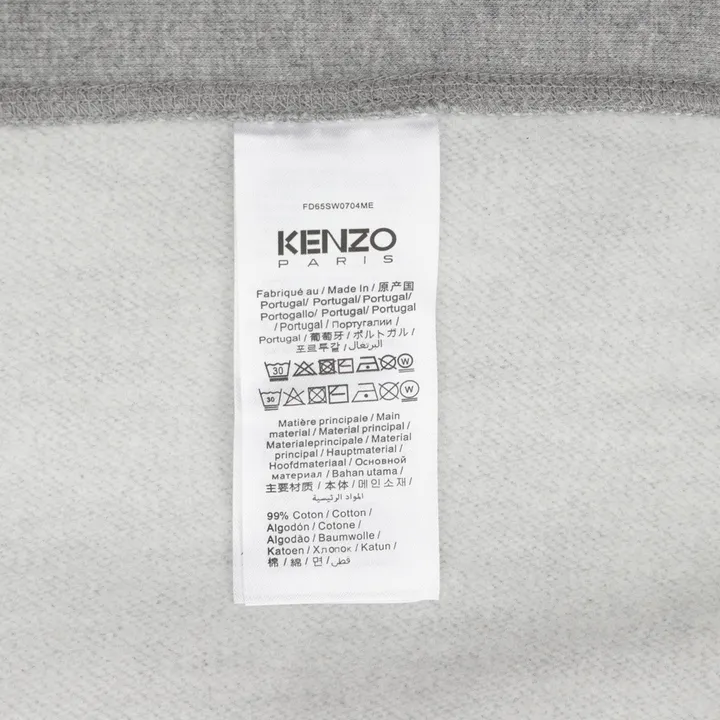 FD65SW0704ME
KENZO
PARIS
Fabriqué au / Made In / 原产国
Portugal/ Portugal/ Portugal/
Portogallo/ Portugal/ Portugal
/ Portugal / Португалии /
Portugal / 葡萄牙 / ポルトガル /
포르투갈 / البرتغال
30 W
30 W
Matière principale / Main
material / Material principal /
Materialeprincipale / Material
principal / Hauptmaterial /
Hoofdmateriaal / Основной
материал / Bahan utama /
主要材质 / 本体 / 메인소재 /
المواد الرئيسية
99% Coton / Cotton /
Algodón / Cotone /
Algodão / Baumwolle /
Katoen / Хлопок / Katun /
棉 / 綿 / 면 / قطن